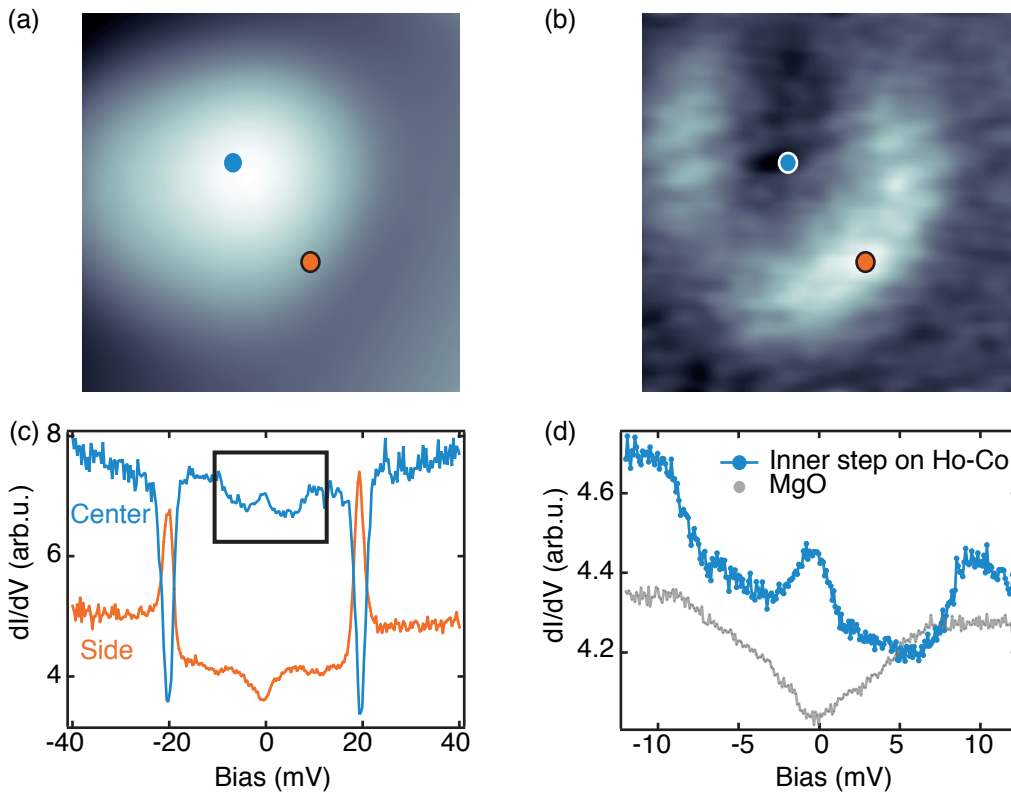 (a)
(b)
(c)
8
6
4
dI/dV (arb.u.)
Center
Side
-40
-20
0
20
40
Bias (mV)
(d)
4.6
4.4
4.2
dI/dV (arb.u.)
Inner step on Ho-Co
MgO
-10
-5
0
5
10
Bias (mV)